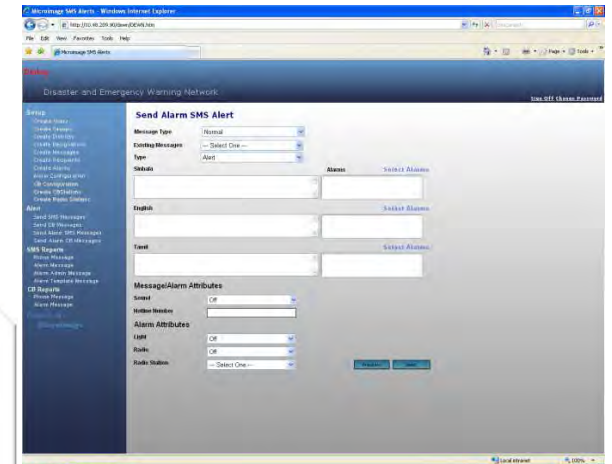 Microimage SMS Alerts - Windows Internet Explorer
File Edit View Favorites Tools Help
Microimage SMS Alerts
Page Tools
Disaster and Emergency Warning Network
Sign Off Change Password
Setup
Create Users
Create Groups
Create Designations
Create Messages
Create Recipients
Create Alarms
CB Configuration
Create Radio Stations
Alert
Send SMS Messages
Send CB Messages
Send Alarm SMS Messages
Send Alarm CB Messages
SMS Reports
Phone Message
Alarm Message
Alarm Admin Message
Alarm Template Message
CB Reports
Phone Message
Alarm Message
Send Alarm SMS Alert
Message Type Normal
Existing Messages -- Select One --
Type Alert
Sinhala Alarms Select Alarms
English Select Alarms
Tamil Select Alarms
Message/Alarm Attributes
Sound Off
Hotline Number
Alarm Attributes
Light Off
Radio Off
Radio Station -- Select One --
Local intranet 100%